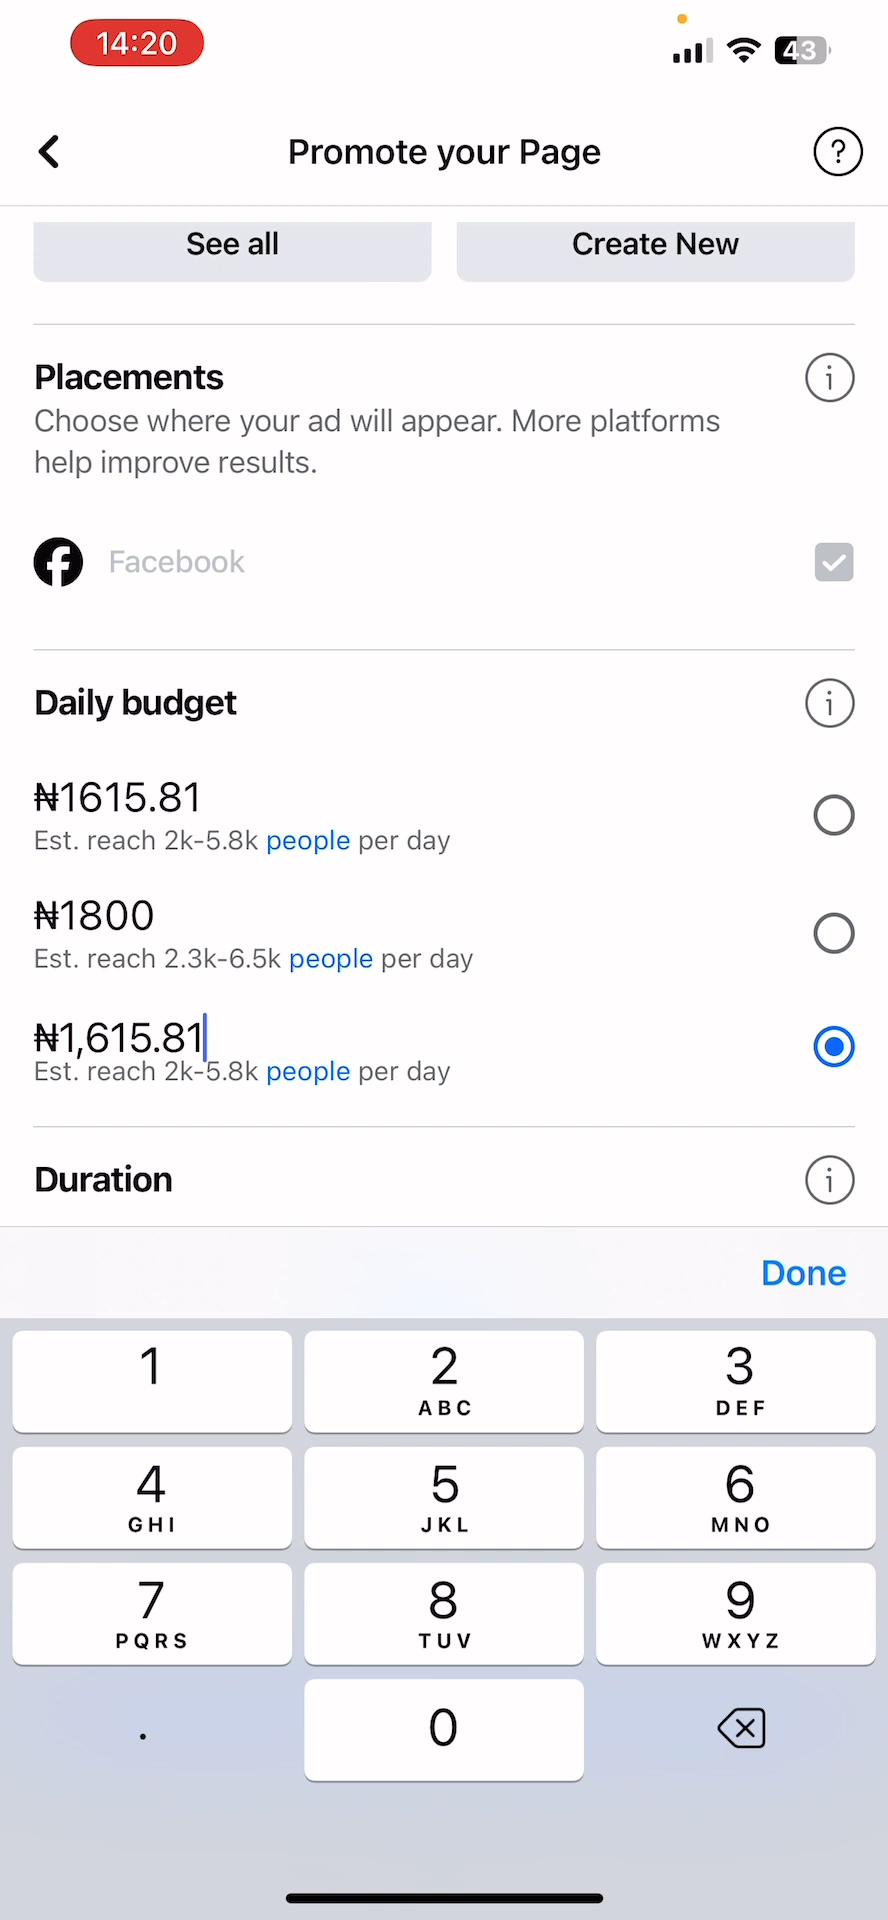 14:20
43
Promote your Page
?
See all
Create New
Placements
Choose where your ad will appear. More platforms
help improve results.
Facebook
Daily budget
₦1615.81
Est. reach 2k-5.8k people per day
₦1800
Est. reach 2.3k-6.5k people per day
₦1,615.81
Est. reach 2k-5.8k people per day
Duration
Done
1
2
ABC
3
DEF
4
GHI
5
JKL
6
MNO
7
PQRS
8
TUV
9
WXYZ
.
0